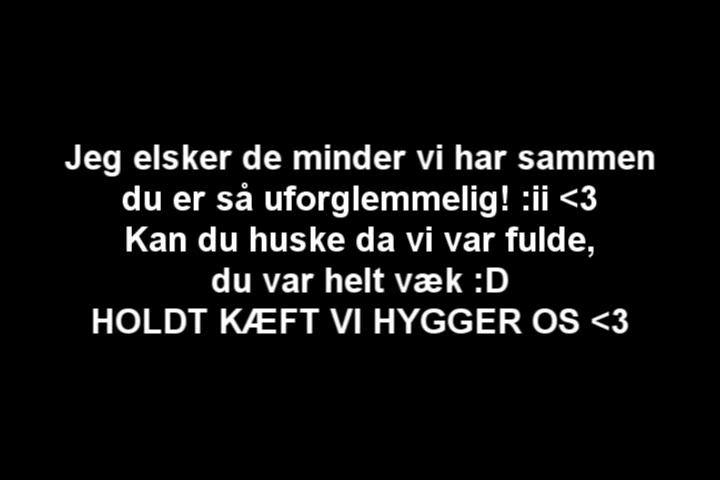 Jeg elsker de minder vi har sammen
du er så uforglemmelig! :ii <3
Kan du huske da vi var fulde,
du var helt væk :D
HOLDT KÆFT VI HYGGER OS <3